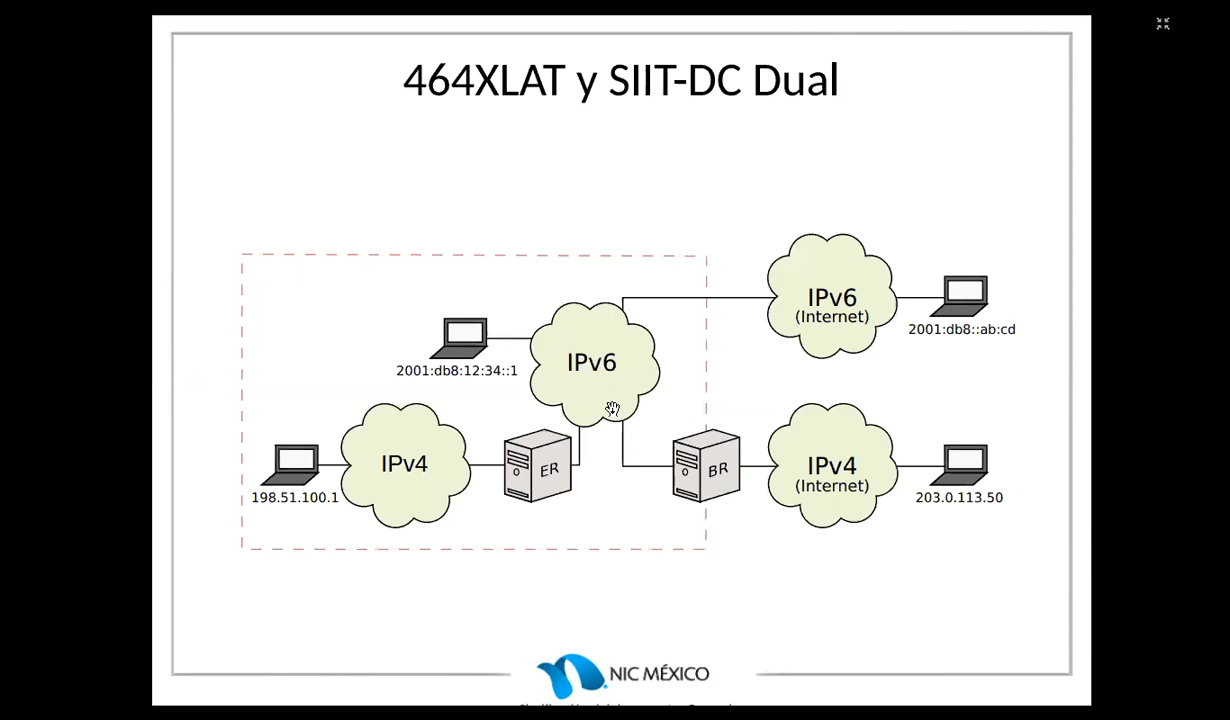 464XLAT y SIIT-DC Dual
IPv6
(Internet)
2001:db8::ab:cd
IPv6
2001:db8:12:34::1
IPv4
198.51.100.1
ER
BR
IPv4
(Internet)
203.0.113.50
NIC MÉXICO